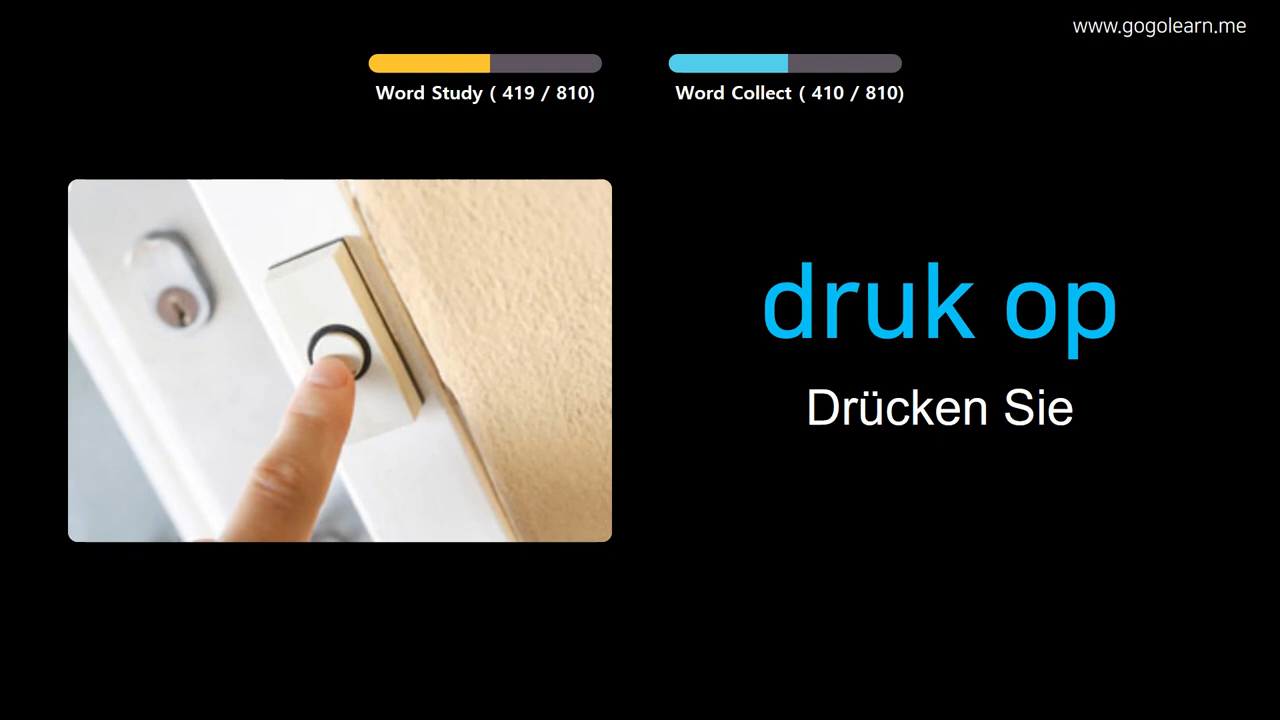 www.gogolearn.me
Word Study ( 419 / 810)
Word Collect ( 410 / 810)
druk op
Drücken Sie